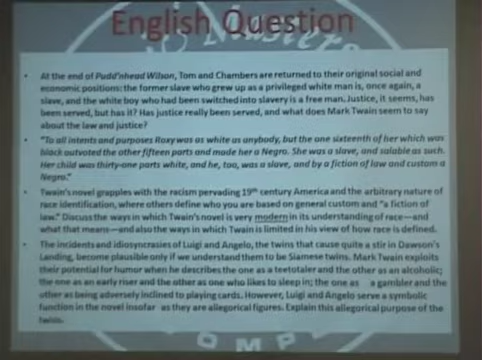 English Question
At the end of Pudd'nhead Wilson, Tom and Chambers are returned to their original social and
economic positions: the former slave who grew up as a privileged white man is, once again, a
slave, and the white boy who had been switched into slavery is a free man. Justice, it seems, has
been served, but has it? Has justice really been served, and what does Mark Twain seem to say
about the law and justice?
"To all intents and purposes Roxy was as white as anybody, but the one sixteenth of her which was
black outvoted the other fifteen parts and made her a Negro. She was a slave, and salable as such.
Her child was thirty-one parts white, and he, too, was a slave, and by a fiction of law and custom a
Negro."
Twain's novel grapples with the racism pervading 19th century America and the arbitrary nature of
race identification, where others define who you are based on general custom and "a fiction of
law." Discuss the ways in which Twain's novel is very modern in its understanding of race—and
what that means—and also the ways in which Twain is limited in his view of how race is defined.
The incidents and idiosyncrasies of Luigi and Angelo, the twins that cause quite a stir in Dawson's
Landing, become plausible only if we understand them to be Siamese twins. Mark Twain exploits
their potential for humor when he describes the one as a teetotaler and the other as an alcoholic;
the one as an early riser and the other as one who likes to sleep in; the one as a gambler and the
other as being adversely inclined to playing cards. However, Luigi and Angelo serve a symbolic
function in the novel insofar as they are allegorical figures. Explain this allegorical purpose of the
twins.
O M P